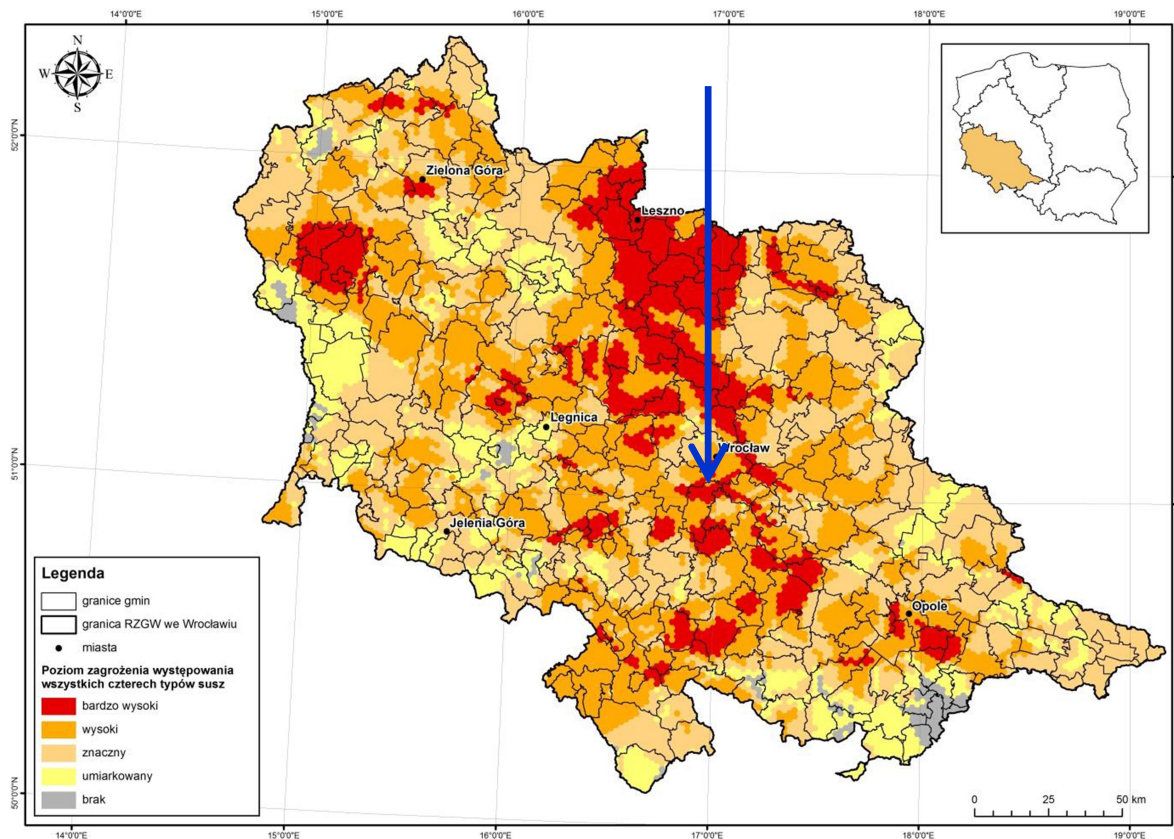 14°0'0"E 15°0'0"E 16°0'0"E 17°0'0"E 18°0'0"E 19°0'0"E
N
W E
S
52°0'0"N
Zielona Góra
Leszno
Legnica
Wrocław
51°0'0"N
Jelenia Góra
Opole
Legenda
granice gmin
granica RZGW we Wrocławiu
miasta
Poziom zagrożenia występowania
wszystkich czterech typów susz
bardzo wysoki
wysoki
znaczny
umiarkowany
brak
50°0'0"N
0 25 50 km
14°0'0"E 15°0'0"E 16°0'0"E 17°0'0"E 18°0'0"E 19°0'0"E